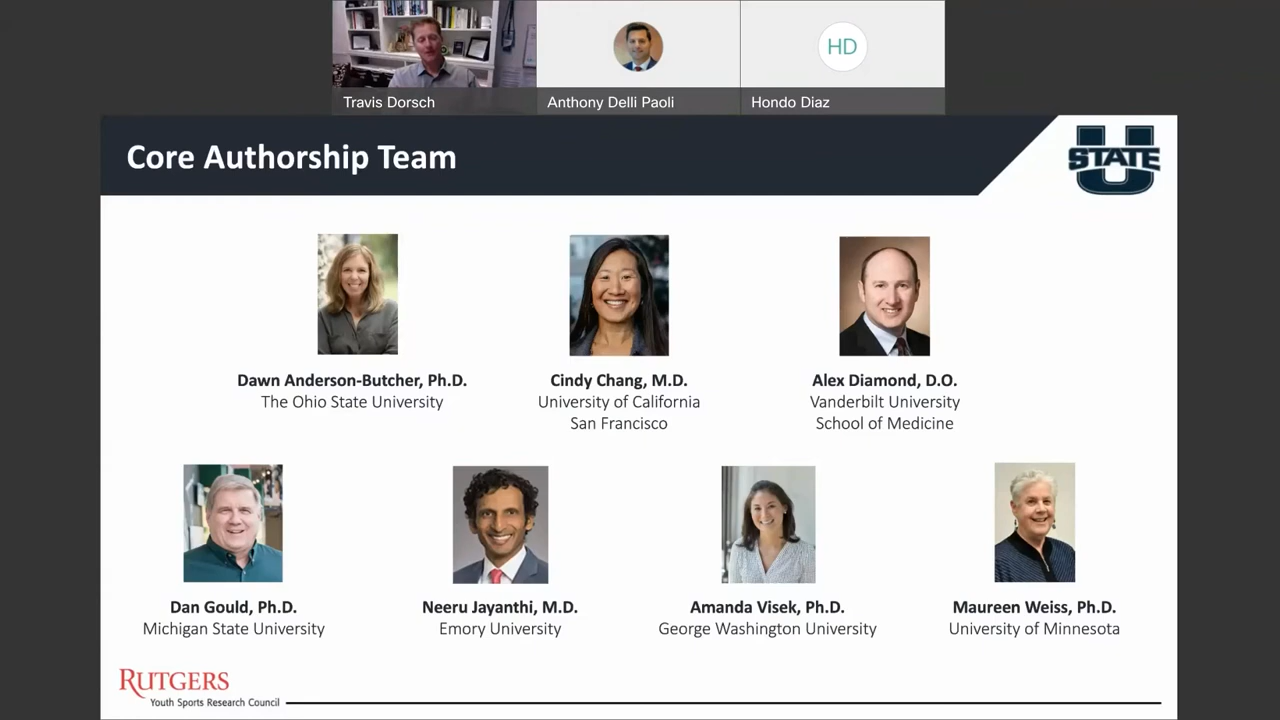 Travis Dorsch
Anthony Delli Paoli
HD
Hondo Diaz
Core Authorship Team
U
STATE
Dawn Anderson-Butcher, Ph.D.
The Ohio State University
Cindy Chang, M.D.
University of California
San Francisco
Alex Diamond, D.O.
Vanderbilt University
School of Medicine
Dan Gould, Ph.D.
Michigan State University
Neeru Jayanthi, M.D.
Emory University
Amanda Visek, Ph.D.
George Washington University
Maureen Weiss, Ph.D.
University of Minnesota
RUTGERS
Youth Sports Research Council